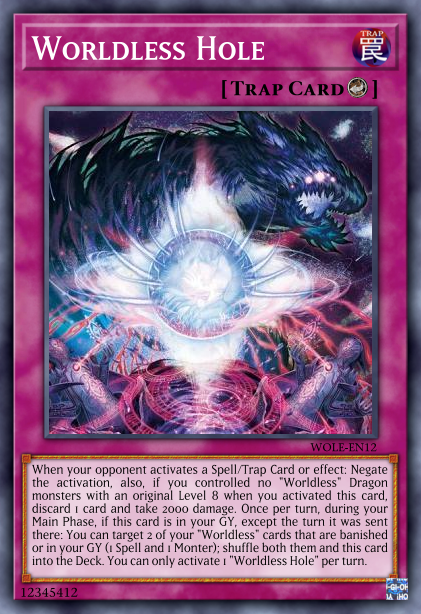 WORLDLESS HOLE
TRAP
罠
[TRAP CARD]
WOLE-EN12
When your opponent activates a Spell/Trap Card or effect: Negate
the activation, also, if you controlled no "Worldless" Dragon
monsters with an original Level 8 when you activated this card,
discard 1 card and take 2000 damage. Once per turn, during your
Main Phase, if this card is in your GY, except the turn it was sent
there: You can target 2 of your "Worldless" cards that are banished
or in your GY (1 Spell and 1 Monter); shuffle both them and this card
into the Deck. You can only activate 1 "Worldless Hole" per turn.
12345412